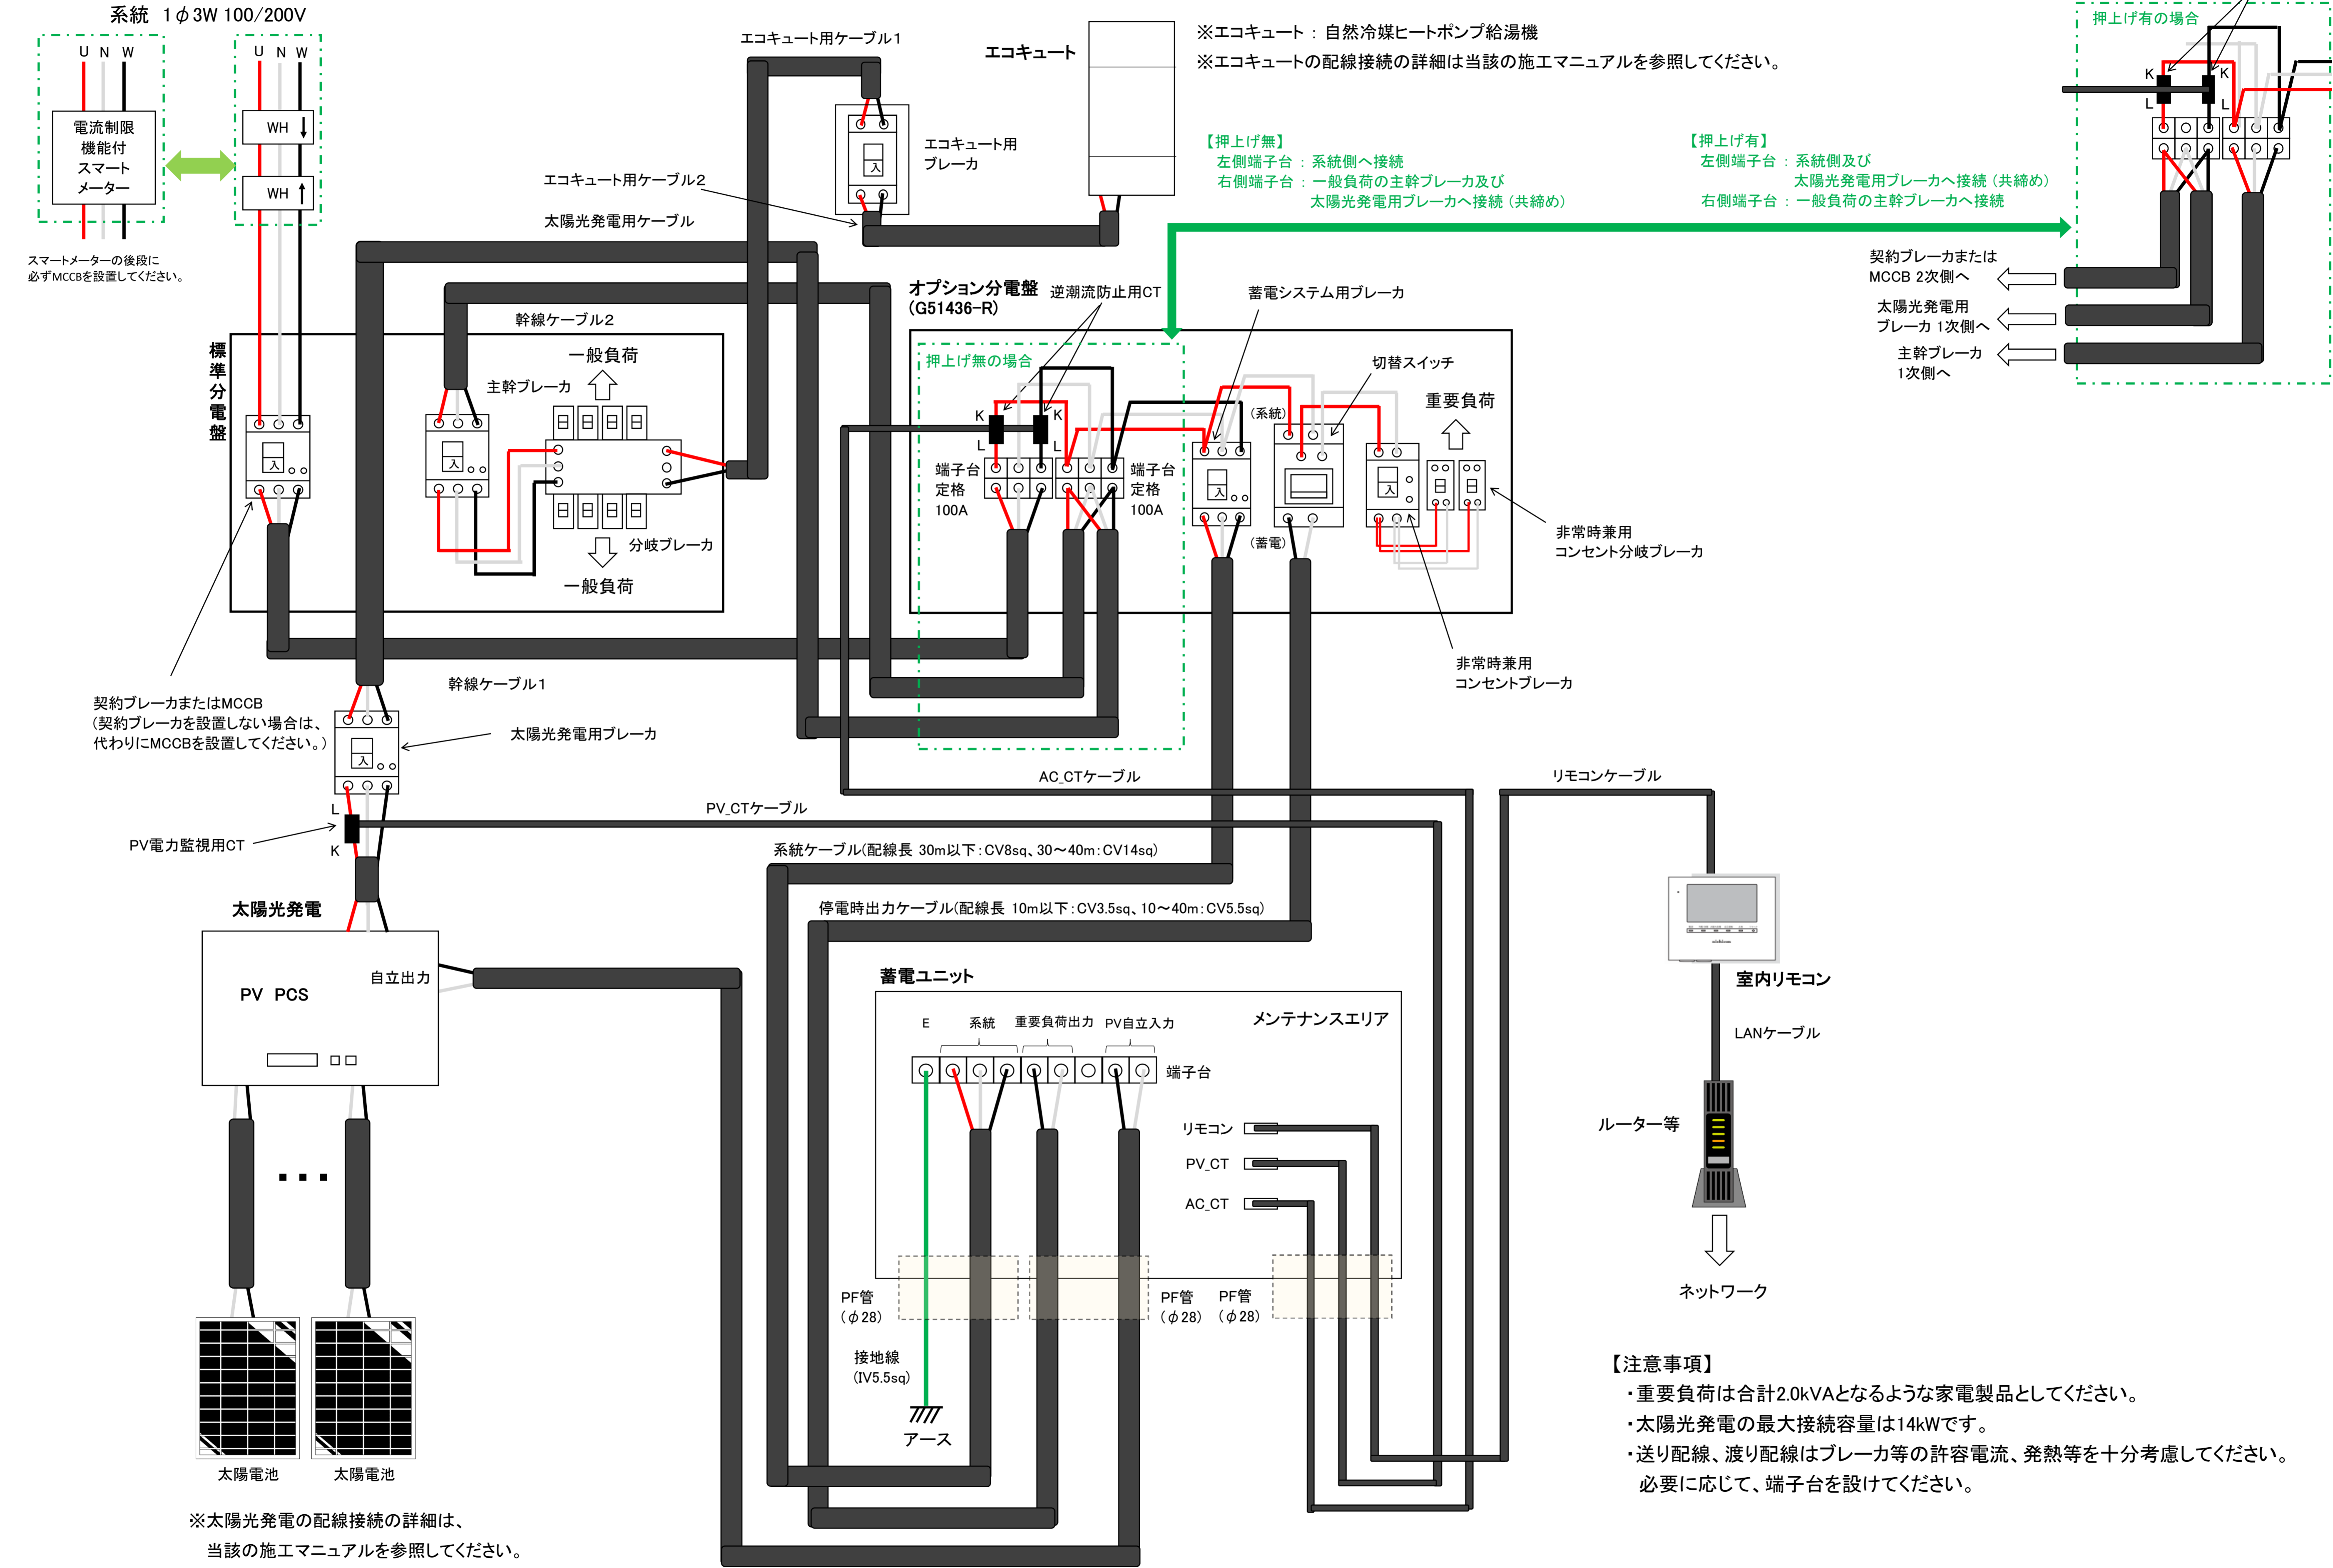 系統 1φ3W 100/200V
U N W
U N W
電流制限
機能付
スマート
メーター
WH
WH
スマートメーターの後段に
必ずMCCBを設置してください。
エコキュート用ケーブル1
エコキュート
※エコキュート : 自然冷媒ヒートポンプ給湯機
※エコキュートの配線接続の詳細は当該の施工マニュアルを参照してください。
エコキュート用
ブレーカ
入
エコキュート用ケーブル2
太陽光発電用ケーブル
【押上げ無】
左側端子台 : 系統側へ接続
右側端子台 : 一般負荷の主幹ブレーカ及び
太陽光発電用ブレーカへ接続 (共締め)
【押上げ有】
左側端子台 : 系統側及び
太陽光発電用ブレーカへ接続 (共締め)
右側端子台 : 一般負荷の主幹ブレーカへ接続
押上げ有の場合
K
K
L
L
契約ブレーカまたは
MCCB 2次側へ
太陽光発電用
ブレーカ 1次側へ
主幹ブレーカ
1次側へ
標準分電盤
幹線ケーブル2
主幹ブレーカ
一般負荷
入
入
分岐ブレーカ
一般負荷
オプション分電盤
(G51436-R)
逆潮流防止用CT
蓄電システム用ブレーカ
押上げ無の場合
切替スイッチ
重要負荷
K
K
L
L
(系統)
端子台
定格
100A
端子台
定格
100A
入
入
(蓄電)
非常時兼用
コンセント分岐ブレーカ
非常時兼用
コンセントブレーカ
幹線ケーブル1
契約ブレーカまたはMCCB
(契約ブレーカを設置しない場合は、
代わりにMCCBを設置してください。)
太陽光発電用ブレーカ
入
L
K
PV電力監視用CT
AC_CTケーブル
PV_CTケーブル
リモコンケーブル
系統ケーブル(配線長 30m以下:CV8sq、30～40m:CV14sq)
停電時出力ケーブル(配線長 10m以下:CV3.5sq、10～40m:CV5.5sq)
太陽光発電
PV PCS
自立出力
蓄電ユニット
メンテナンスエリア
E 系統 重要負荷出力 PV自立入力
端子台
リモコン
PV_CT
AC_CT
PF管
(φ28)
PF管
(φ28)
PF管
(φ28)
接地線
(IV5.5sq)
アース
室内リモコン
LANケーブル
ルーター等
ネットワーク
太陽電池
太陽電池
※太陽光発電の配線接続の詳細は、
当該の施工マニュアルを参照してください。
【注意事項】
・重要負荷は合計2.0kVAとなるような家電製品としてください。
・太陽光発電の最大接続容量は14kWです。
・送り配線、渡り配線はブレーカ等の許容電流、発熱等を十分考慮してください。
必要に応じて、端子台を設けてください。